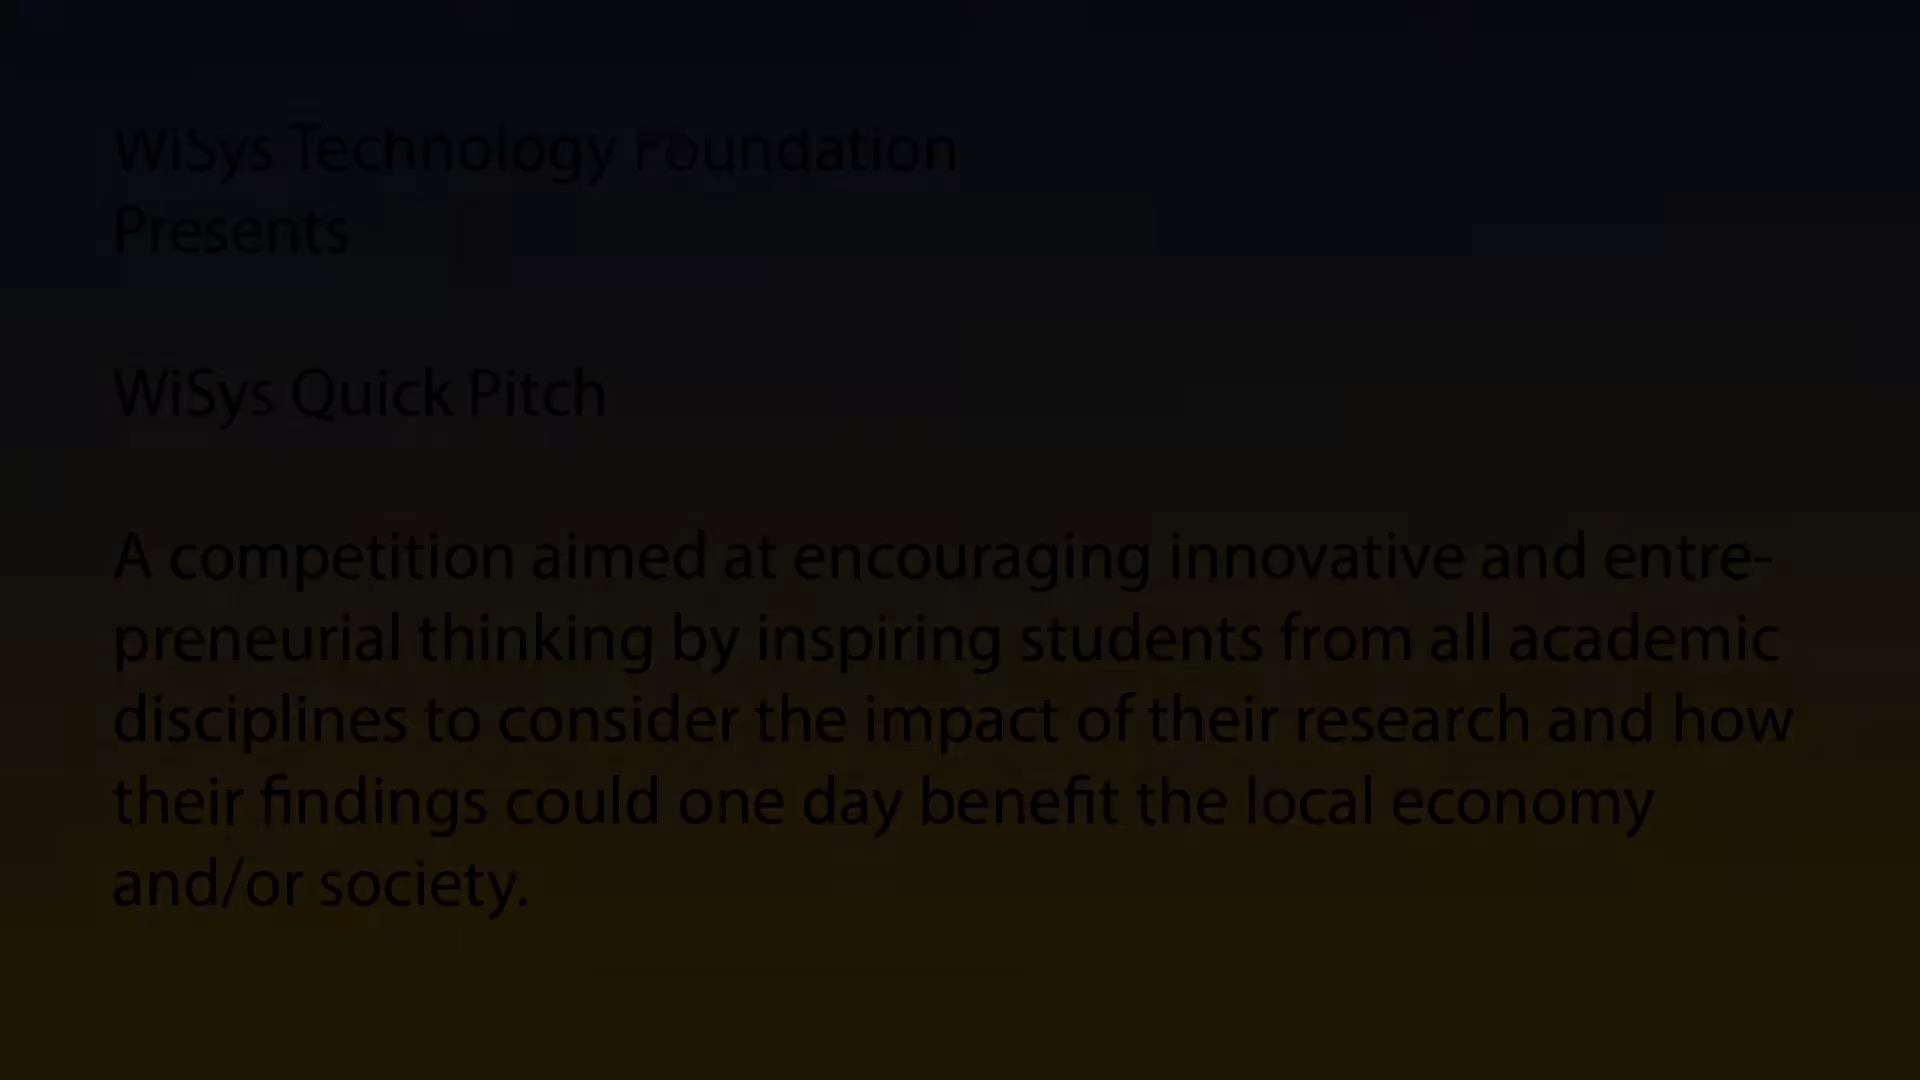 WiSys Technology Foundation
Presents
WiSys Quick Pitch
A competition aimed at encouraging innovative and entre-
preneurial thinking by inspiring students from all academic
disciplines to consider the impact of their research and how
their findings could one day benefit the local economy
and/or society.